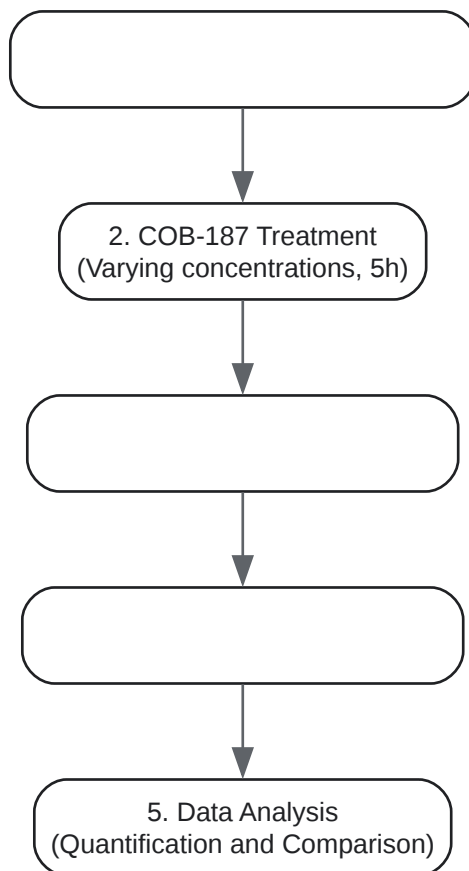 2. COB-187 Treatment
(Varying concentrations, 5h)
5. Data Analysis
(Quantification and Comparison)